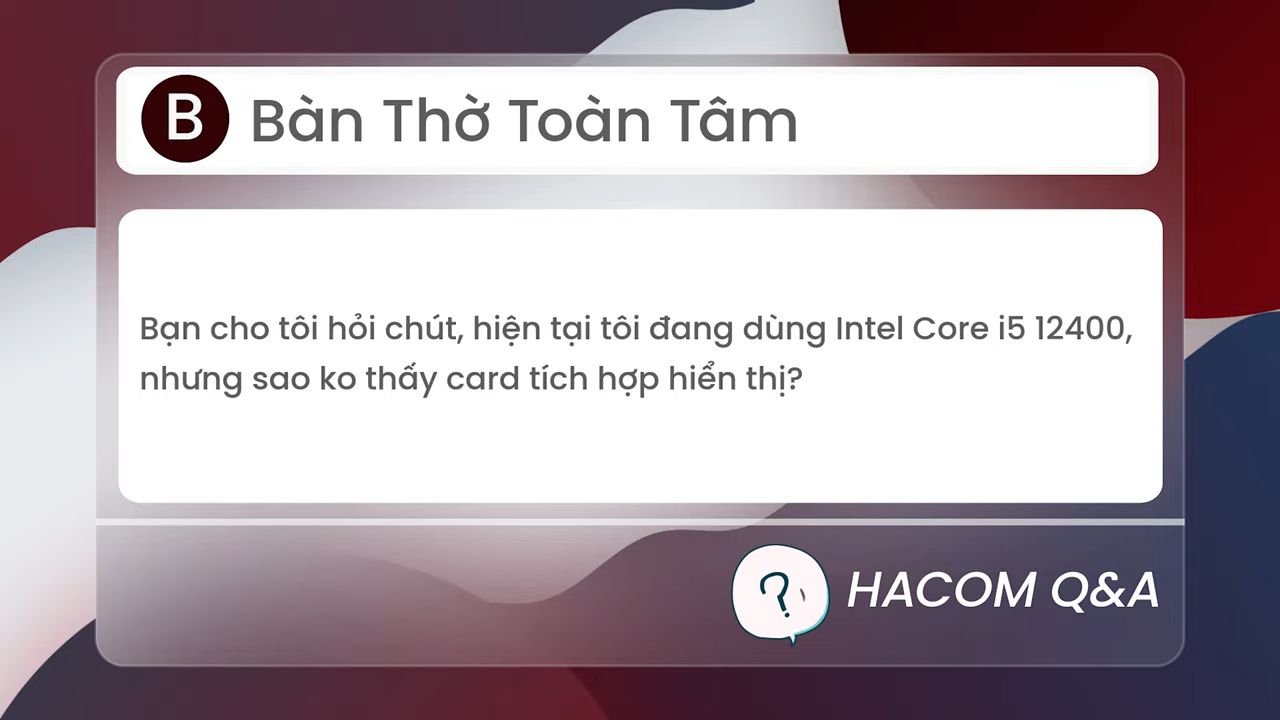 B
Bàn Thờ Toàn Tâm
Bạn cho tôi hỏi chút, hiện tại tôi đang dùng Intel Core i5 12400,
nhưng sao ko thấy card tích hợp hiển thị?
?
HACOM Q&A